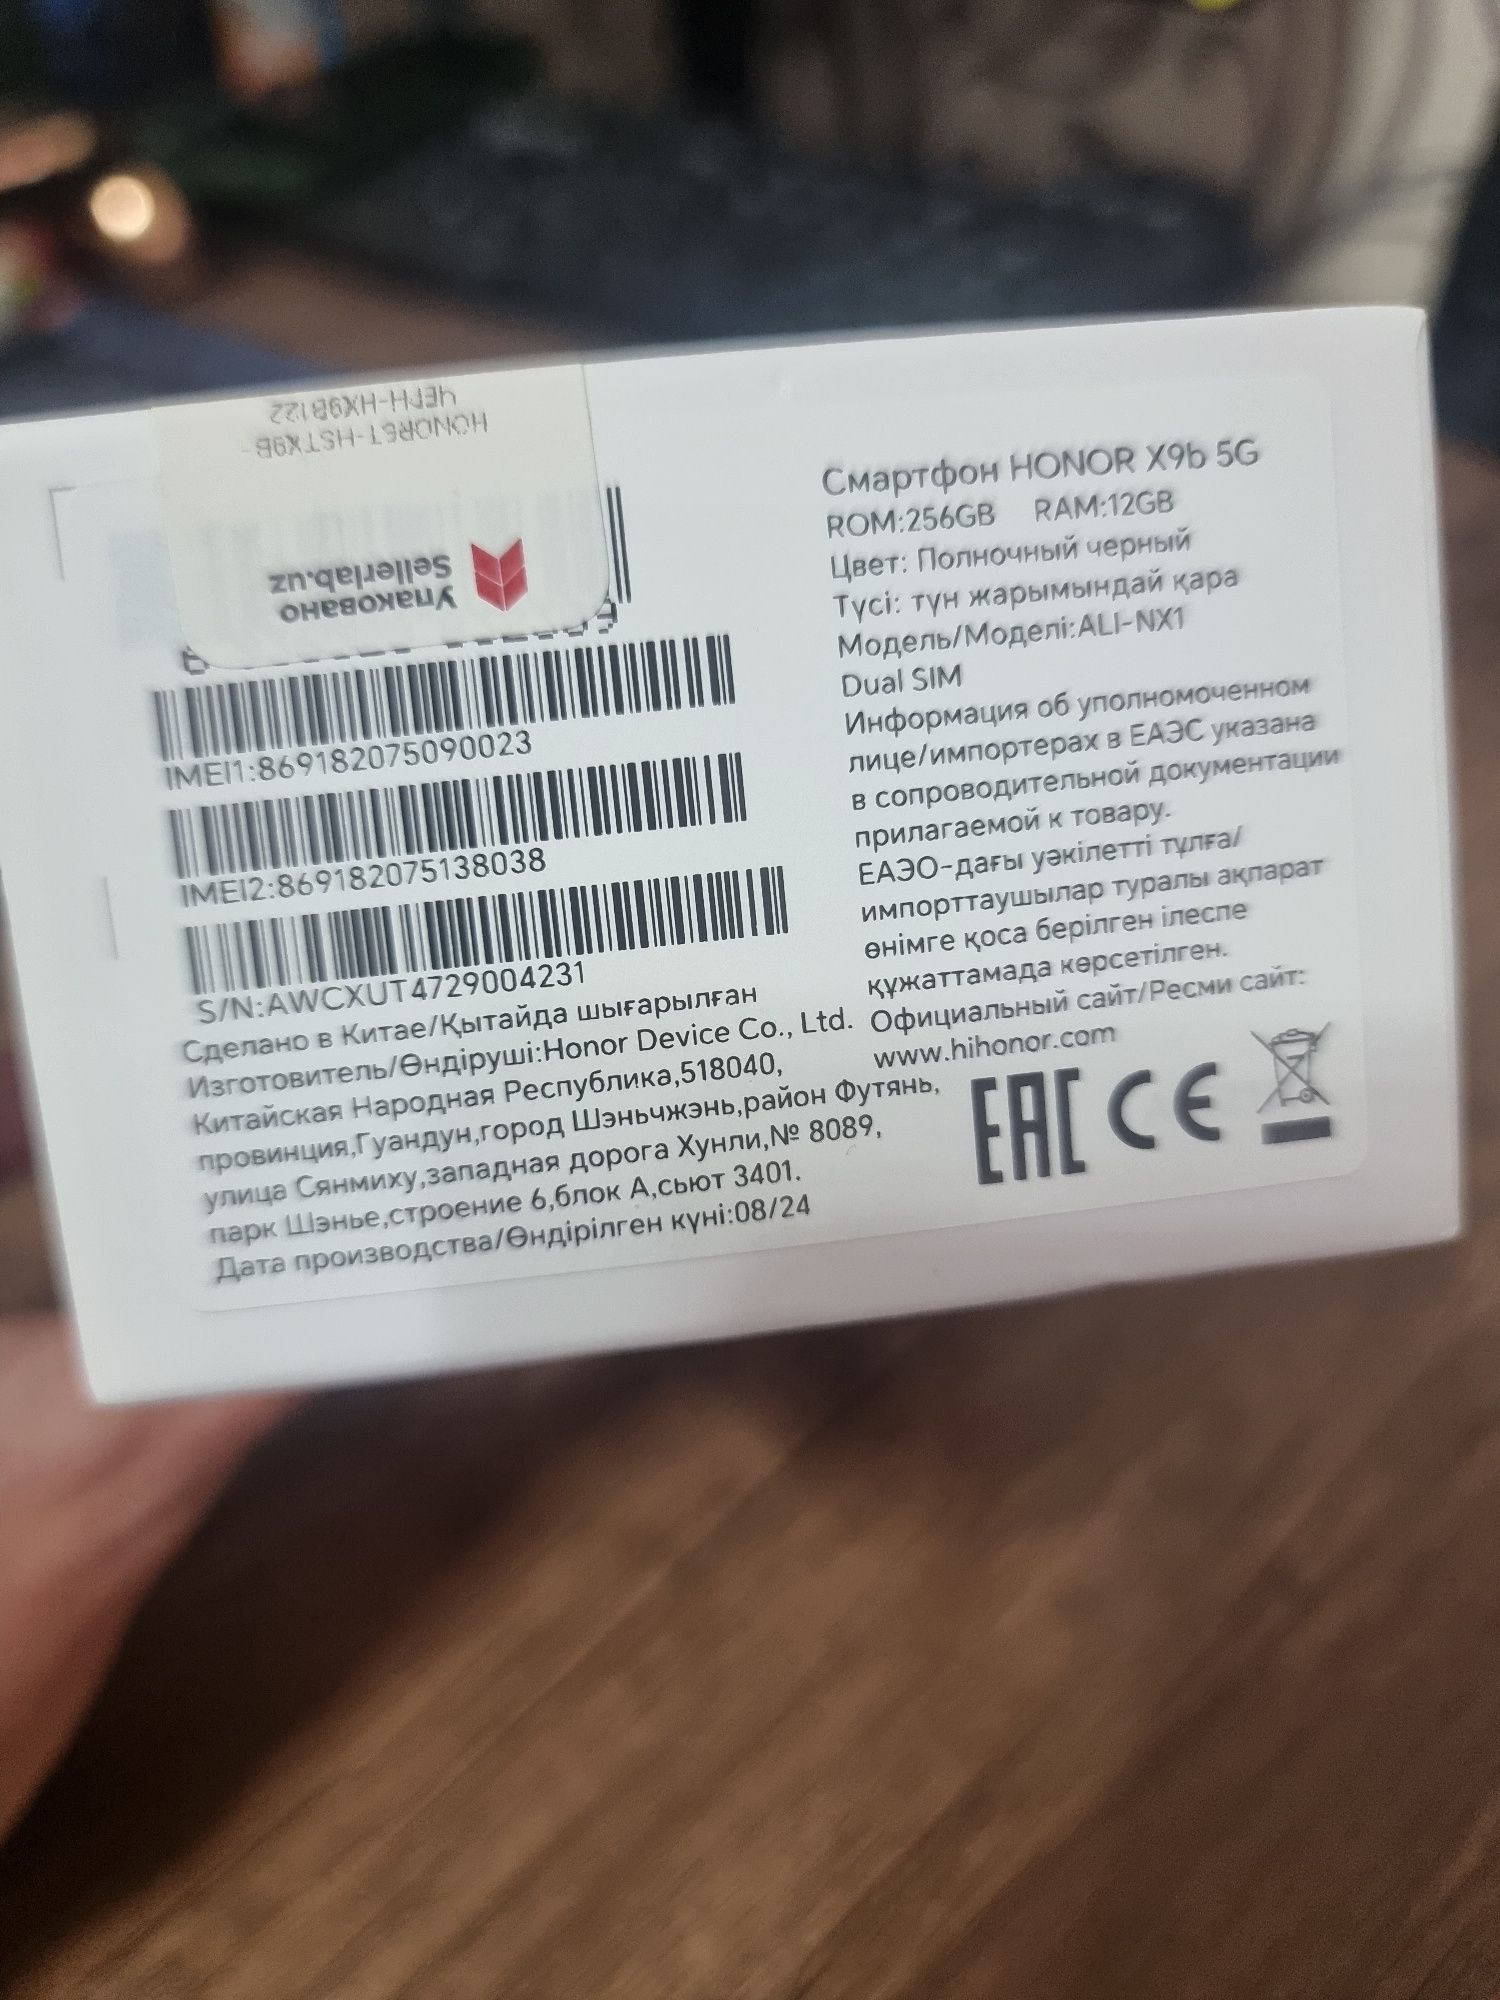 HONORET-HSTX9B-
ЧЕГН-HX9B122
Упаковано
Sellerlab.uz
IMEI1:869182075090023
IMEI2:869182075138038
S/N:AWCXUT4729004231
Сделано в Китае/Қытайда шығарылған
Изготовитель/Өндіруші:Honor Device Co., Ltd.
Китайская Народная Республика,518040,
провинция,Гуандун,город Шэньчжэнь,район Футянь,
улица Сянмиху,западная дорога Хунли,№ 8089,
парк Шэнье,строение 6,блок А,сьют 3401.
Дата производства/Өндірілген күні:08/24
Смартфон HONOR X9b 5G
ROM:256GB RAM:12GB
Цвет: Полночный черный
Түсі: түн жарымындай қара
Модель/Моделі:ALI-NX1
Dual SIM
Информация об уполномоченном
лице/импортерах в ЕАЭС указана
в сопроводительной документации
прилагаемой к товару.
ЕАЭО-дағы уәкілетті тұлға/
импорттаушылар туралы ақпарат
өнімге қоса берілген ілеспе
құжаттамада көрсетілген.
Официальный сайт/Ресми сайт:
www.hihonor.com
EAC CE